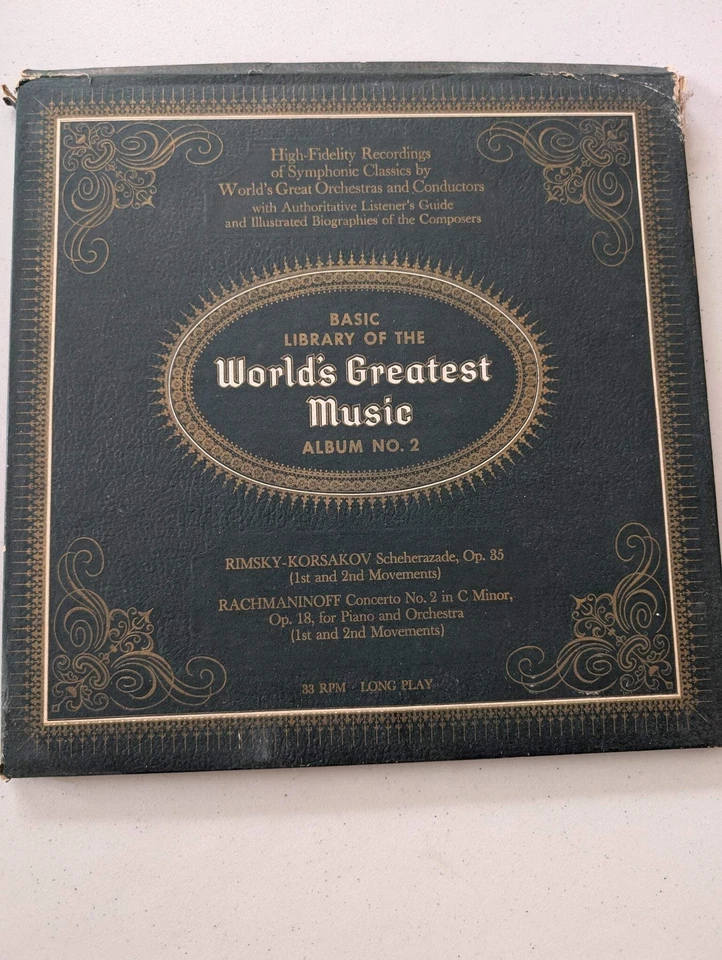 High-Fidelity Recordings
of Symphonic Classics by
World's Great Orchestras and Conductors
with Authoritative Listener's Guide
and Illustrated Biographies of the Composers
BASIC
LIBRARY OF THE
World's Greatest
Music
ALBUM NO. 2
RIMSKY-KORSAKOV Scheherazade, Op. 35
(1st and 2nd Movements)
RACHMANINOFF Concerto No. 2 in C Minor,
Op. 18, for Piano and Orchestra
(1st and 2nd Movements)
33 RPM · LONG PLAY